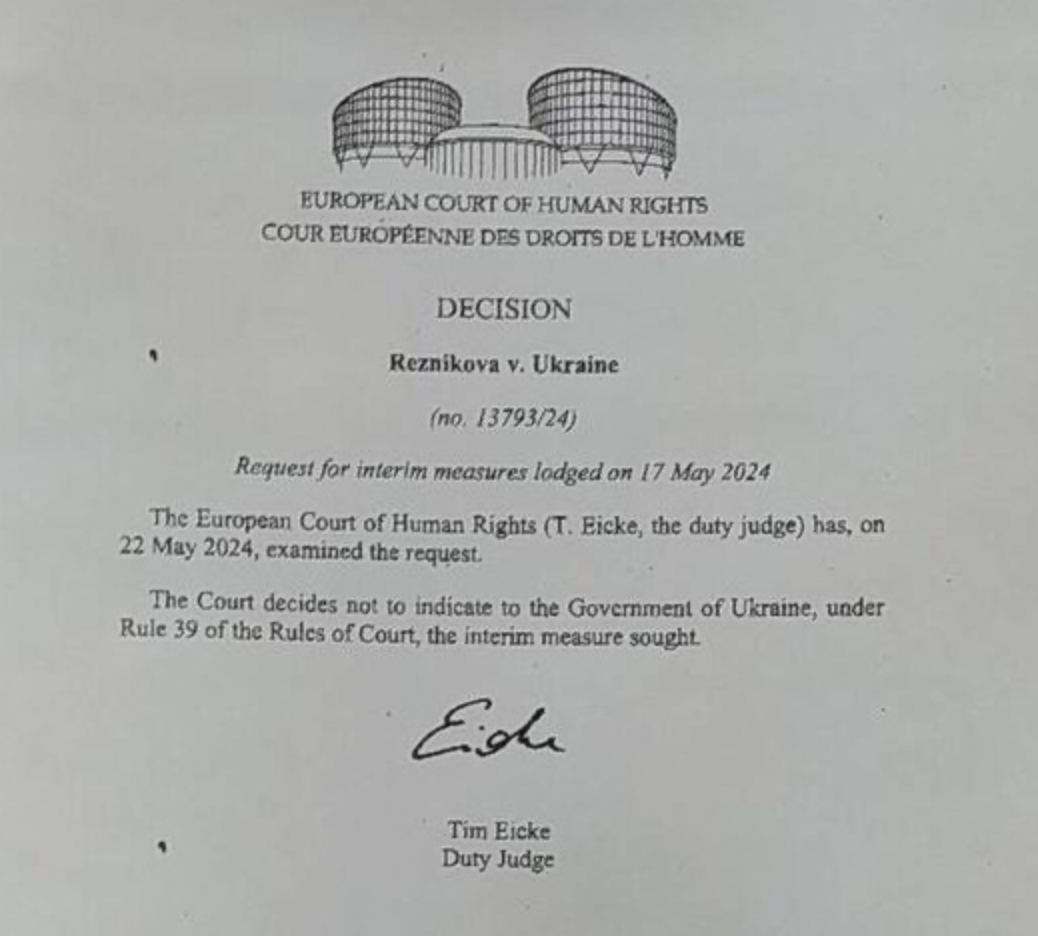 EUROPEAN COURT OF HUMAN RIGHTS
COUR EUROPÉENNE DES DROITS DE L'HOMME
DECISION
Reznikova v. Ukraine
(no. 13793/24)
Request for interim measures lodged on 17 May 2024
The European Court of Human Rights (T. Eicke, the duty judge) has, on
22 May 2024, examined the request.
The Court decides not to indicate to the Government of Ukraine, under
Rule 39 of the Rules of Court, the interim measure sought.
Eicke
Tim Eicke
Duty Judge